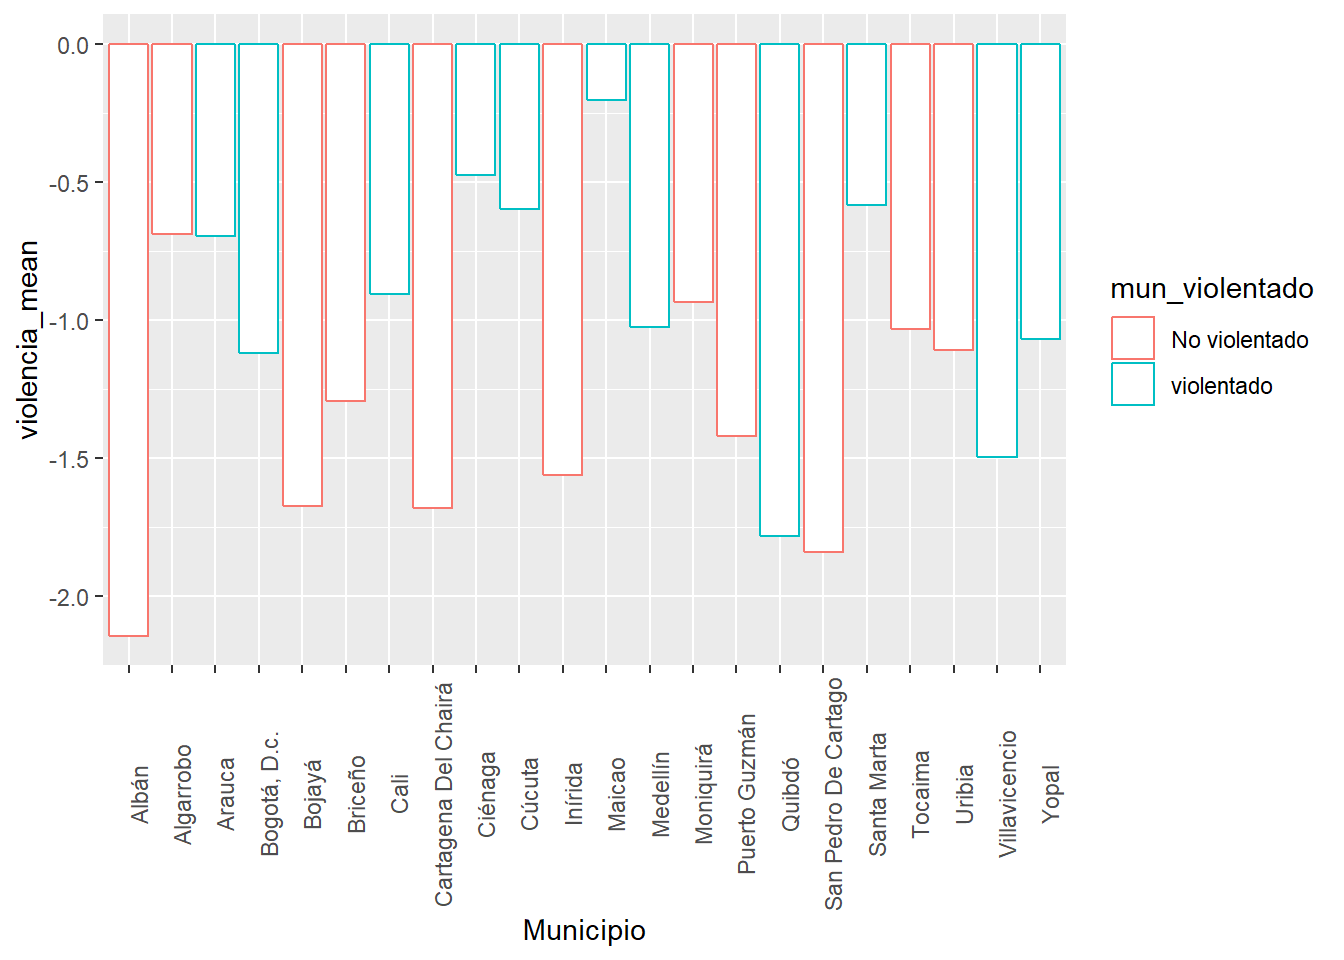 0.0
-0.5
-1.0
-1.5
-2.0
violencia_mean
Albán
Algarrobo
Arauca
Bogotá, D.c.
Bojayá
Briceño
Cali
Cartagena Del Chairá
Ciénaga
Cúcuta
Inírida
Maicao
Medellín
Moniquirá
Puerto Guzmán
Quibdó
San Pedro De Cartago
Santa Marta
Tocaima
Uribia
Villavicencio
Yopal
Municipio
mun_violentado
No violentado
violentado